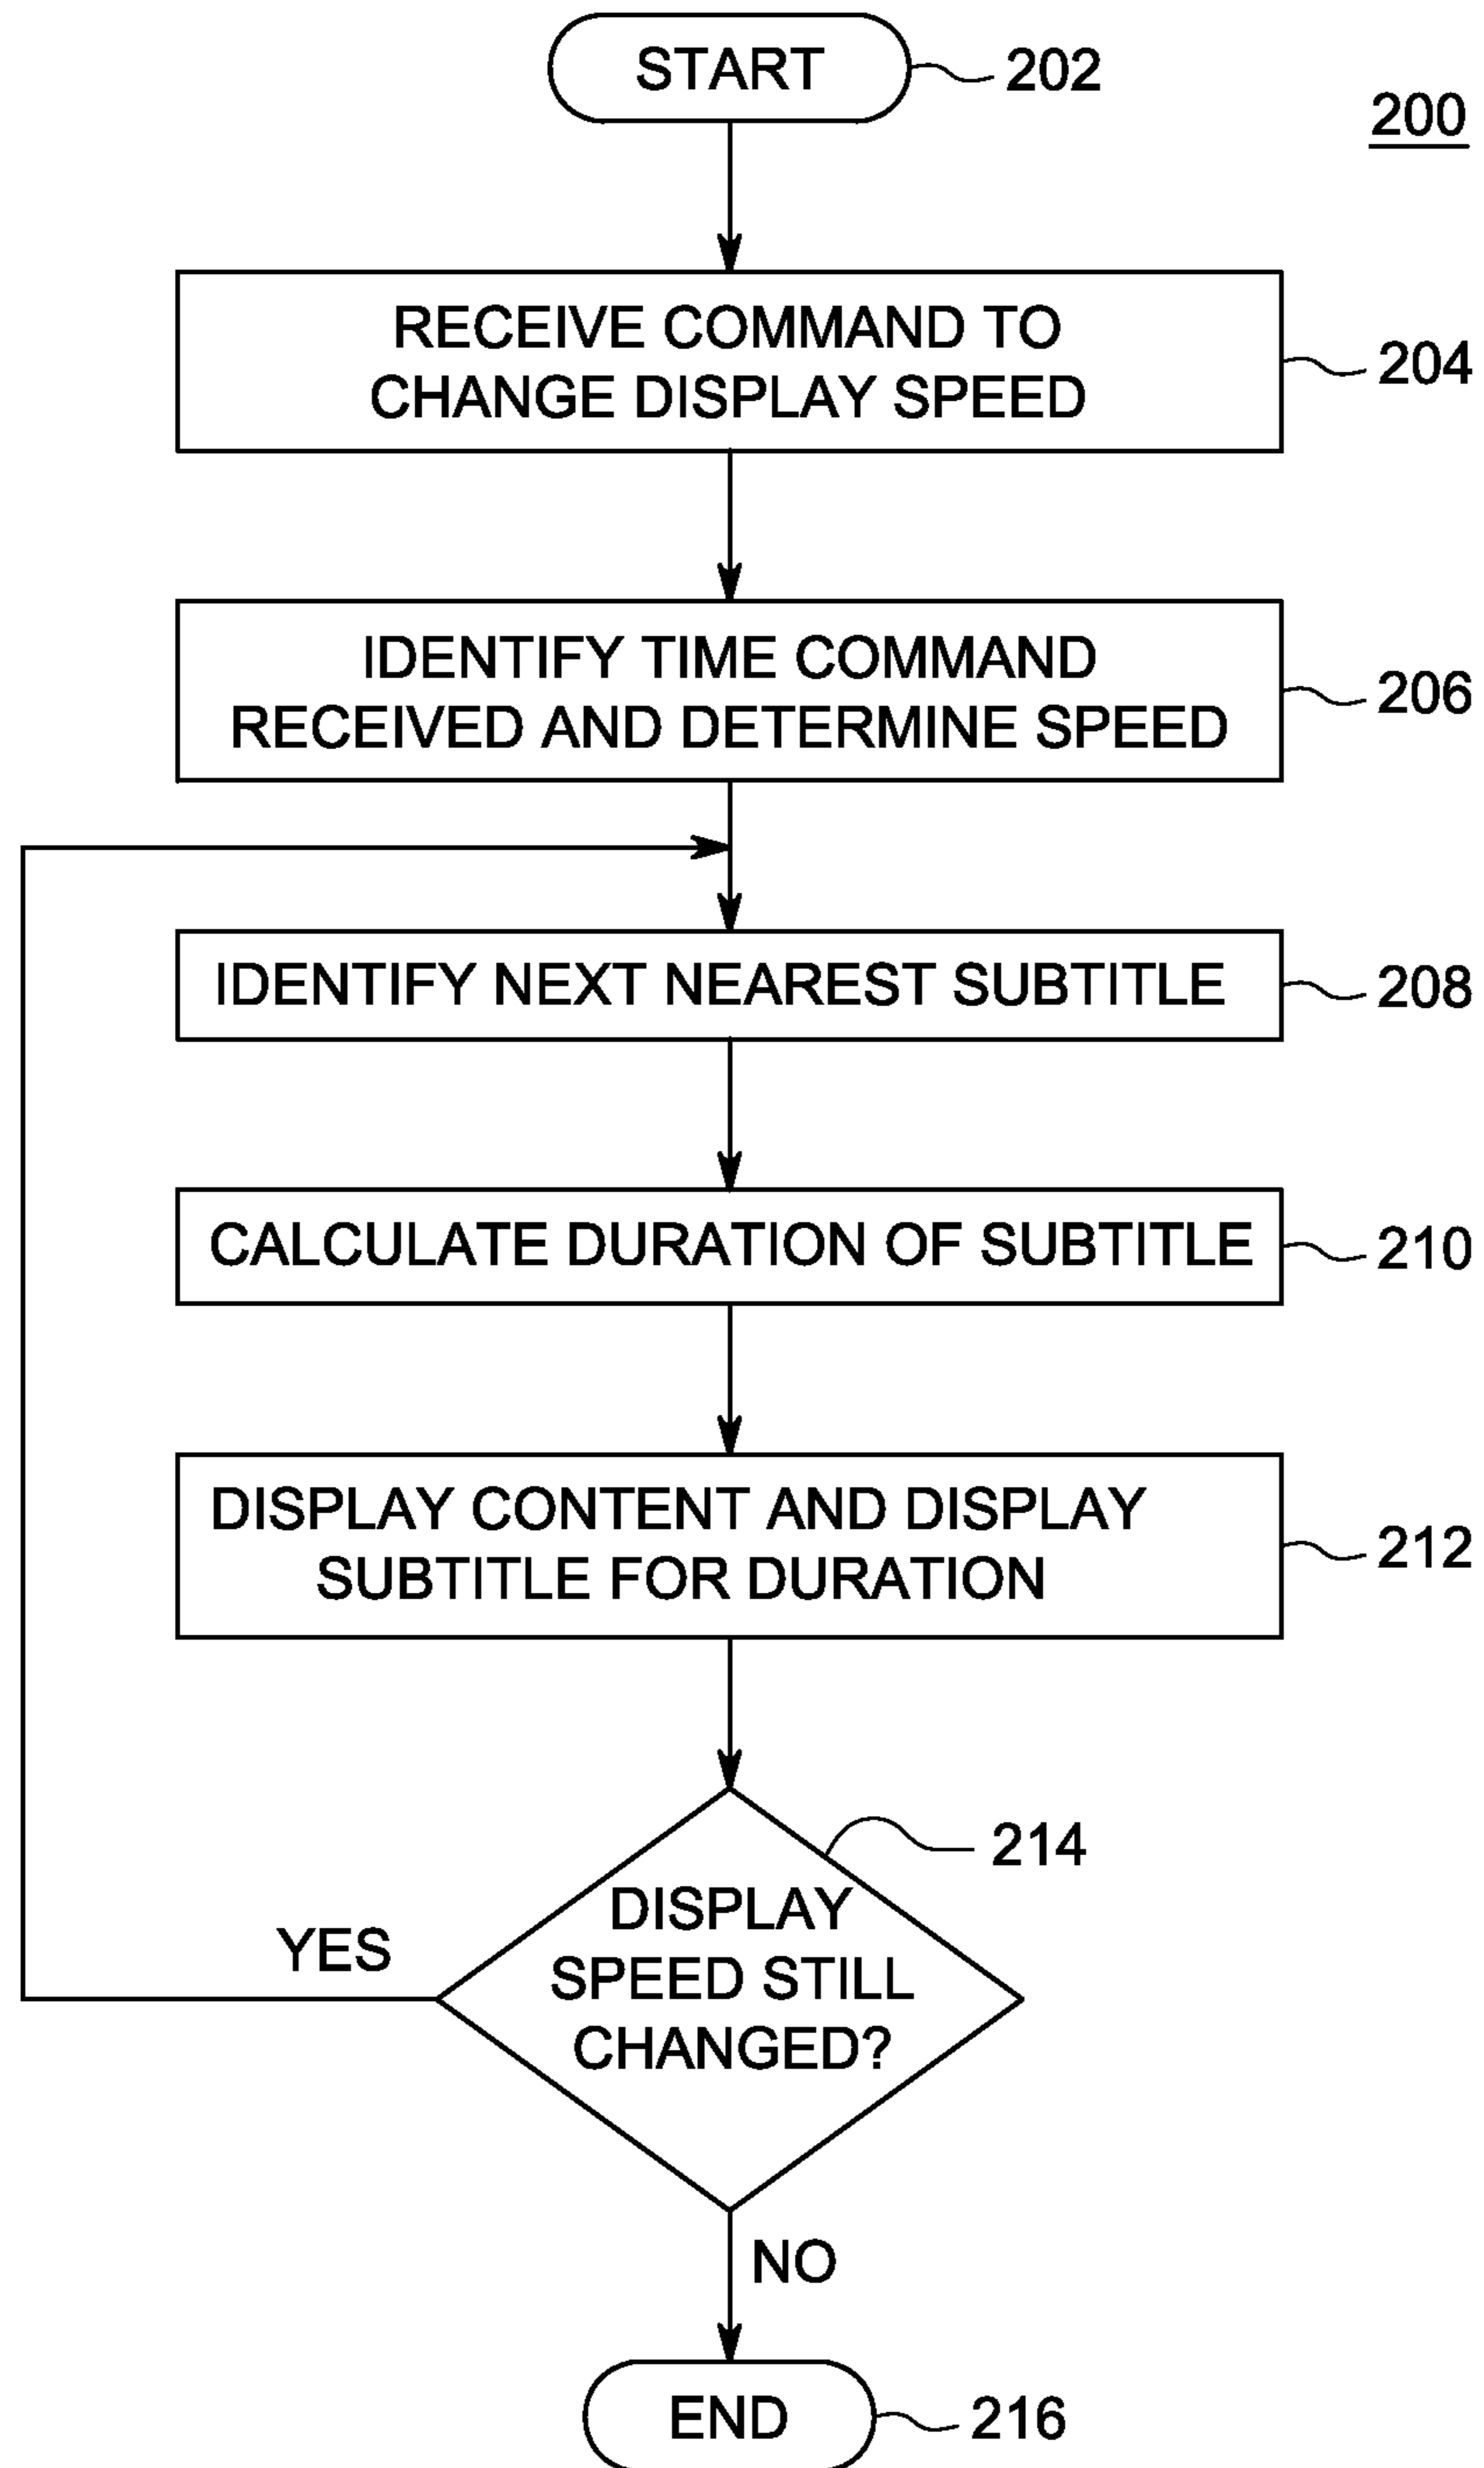 START
202
200
RECEIVE COMMAND TO
CHANGE DISPLAY SPEED
204
IDENTIFY TIME COMMAND
RECEIVED AND DETERMINE SPEED
206
IDENTIFY NEXT NEAREST SUBTITLE
208
CALCULATE DURATION OF SUBTITLE
210
DISPLAY CONTENT AND DISPLAY
SUBTITLE FOR DURATION
212
214
DISPLAY
SPEED STILL
CHANGED?
YES
NO
END
216